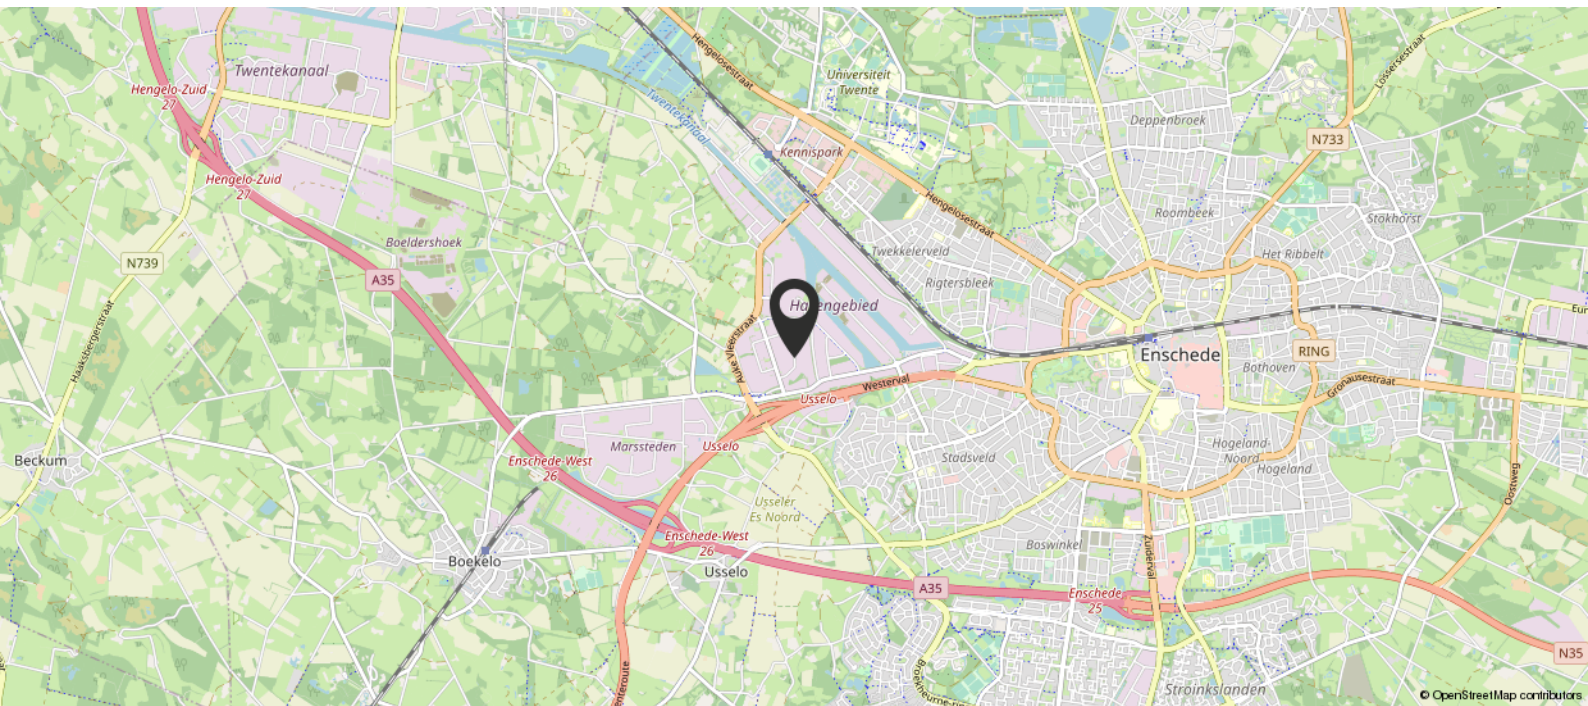 Hengelosestraat
Lossersestraat
Twentekanaal
Universiteit
Twente
Hengelo-Zuid
27
Twentekanaal
Deppenbroek
N733
Kennispark
Hengelo-Zuid
27
Hengelosestraat
Roombeek
Stokhorst
Boeldershoek
Twekkelerveld
Het Ribbelt
N739
A35
Rigtersbleek
Auke Vleerstraat
Haaksbergerstraat
Enschede
RING
Bothoven
Westerval
Gronausestraat
Usselo
Marssteden
Usselo
Hogeland-
Noord
Beckum
Enschede-West
26
Stadsveld
Hogeland
Oostweg
Usseler
Es Noord
Enschede-West
26
Boswinkel
Zuiderval
Boekelo
Usselo
A35
Enschede
25
N35
Stroinkslanden
© OpenStreetMap contributors